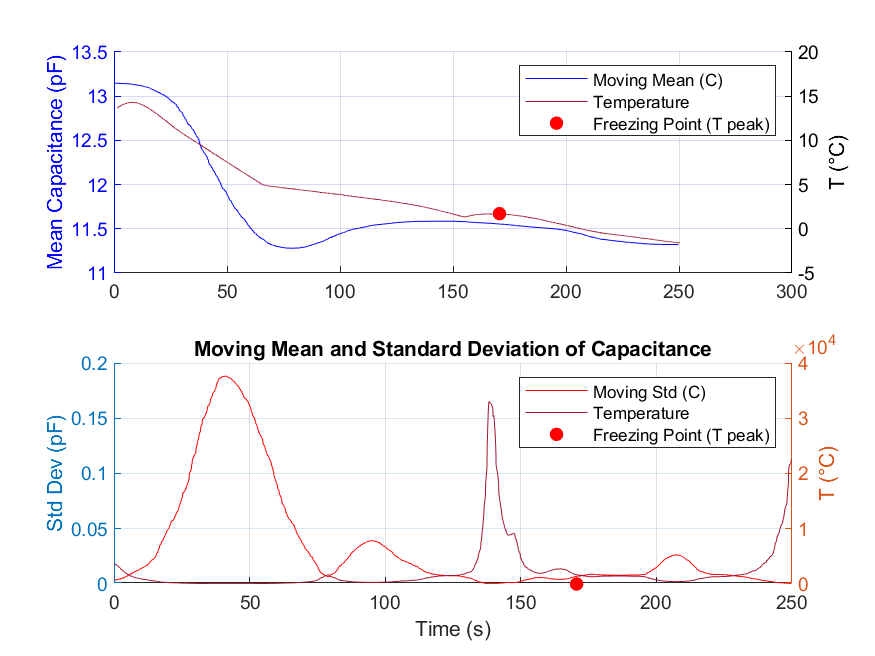 13.5
13
12.5
12
11.5
11
Mean Capacitance (pF)
20
15
10
5
0
-5
T (°C)
Moving Mean (C)
Temperature
Freezing Point (T peak)
0 50 100 150 200 250 300
Moving Mean and Standard Deviation of Capacitance
×10⁴
0.2
0.15
0.1
0.05
0
Std Dev (pF)
4
3
2
1
0
T (°C)
Moving Std (C)
Temperature
Freezing Point (T peak)
0 50 100 150 200 250
Time (s)